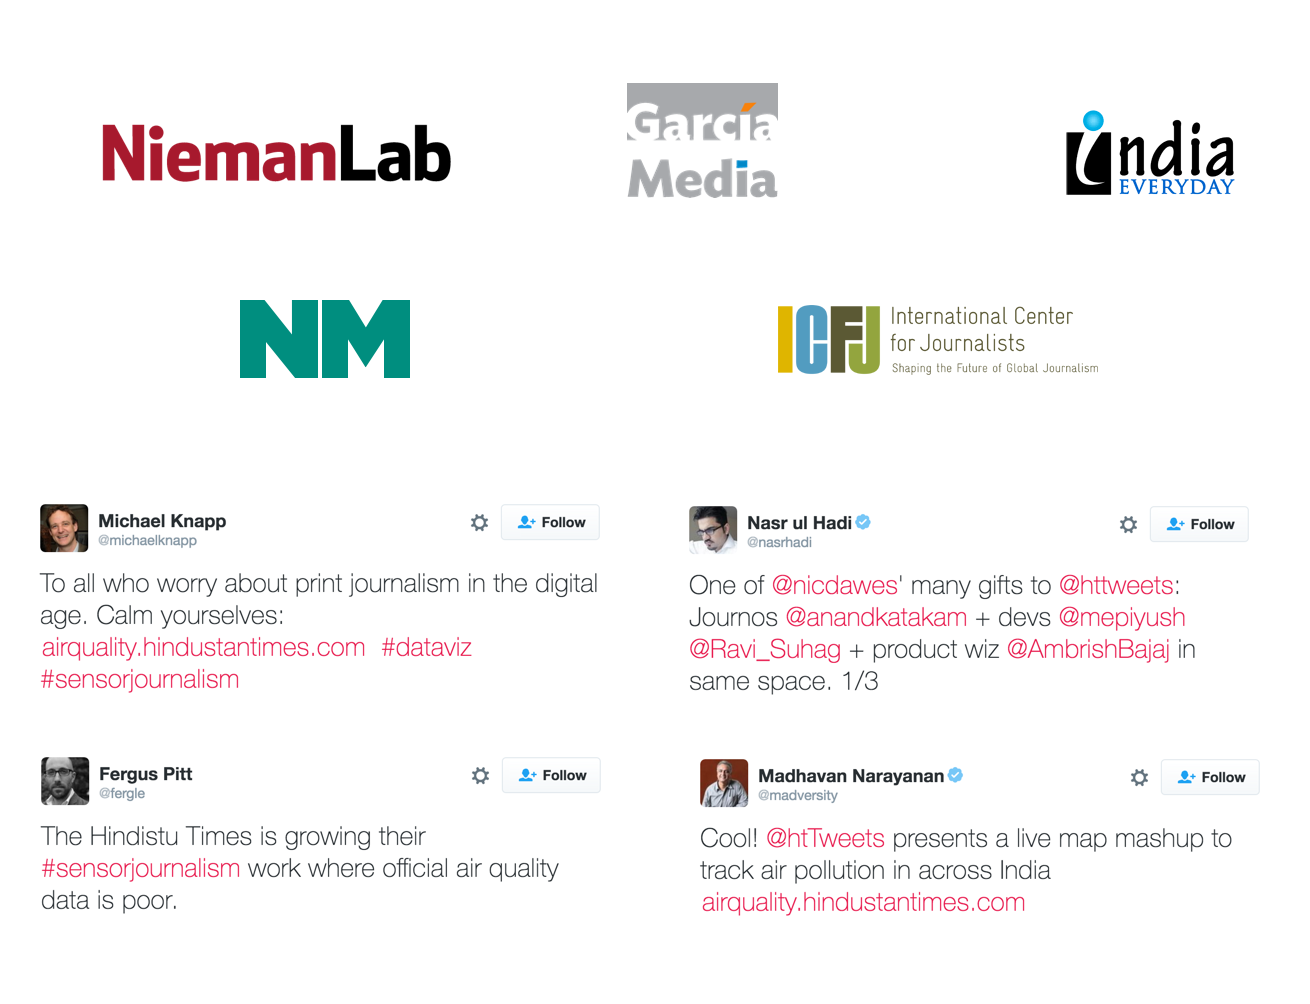 NiemanLab
García
Media
india
EVERYDAY
NM
ICFJ
International Center
for Journalists
Shaping the Future of Global Journalism
Michael Knapp
@michaelknapp
Follow
To all who worry about print journalism in the digital
age. Calm yourselves:
airquality.hindustantimes.com #dataviz
#sensorjournalism
Nasr ul Hadi
@nasrhadi
Follow
One of @nicdawes' many gifts to @httweets:
Journos @anandkatakam + devs @mepiyush
@Ravi_Suhag + product wiz @AmbrishBajaj in
same space. 1/3
Fergus Pitt
@fergle
Follow
The Hindistu Times is growing their
#sensorjournalism work where official air quality
data is poor.
Madhavan Narayanan
@madversity
Follow
Cool! @htTweets presents a live map mashup to
track air pollution in across India
airquality.hindustantimes.com